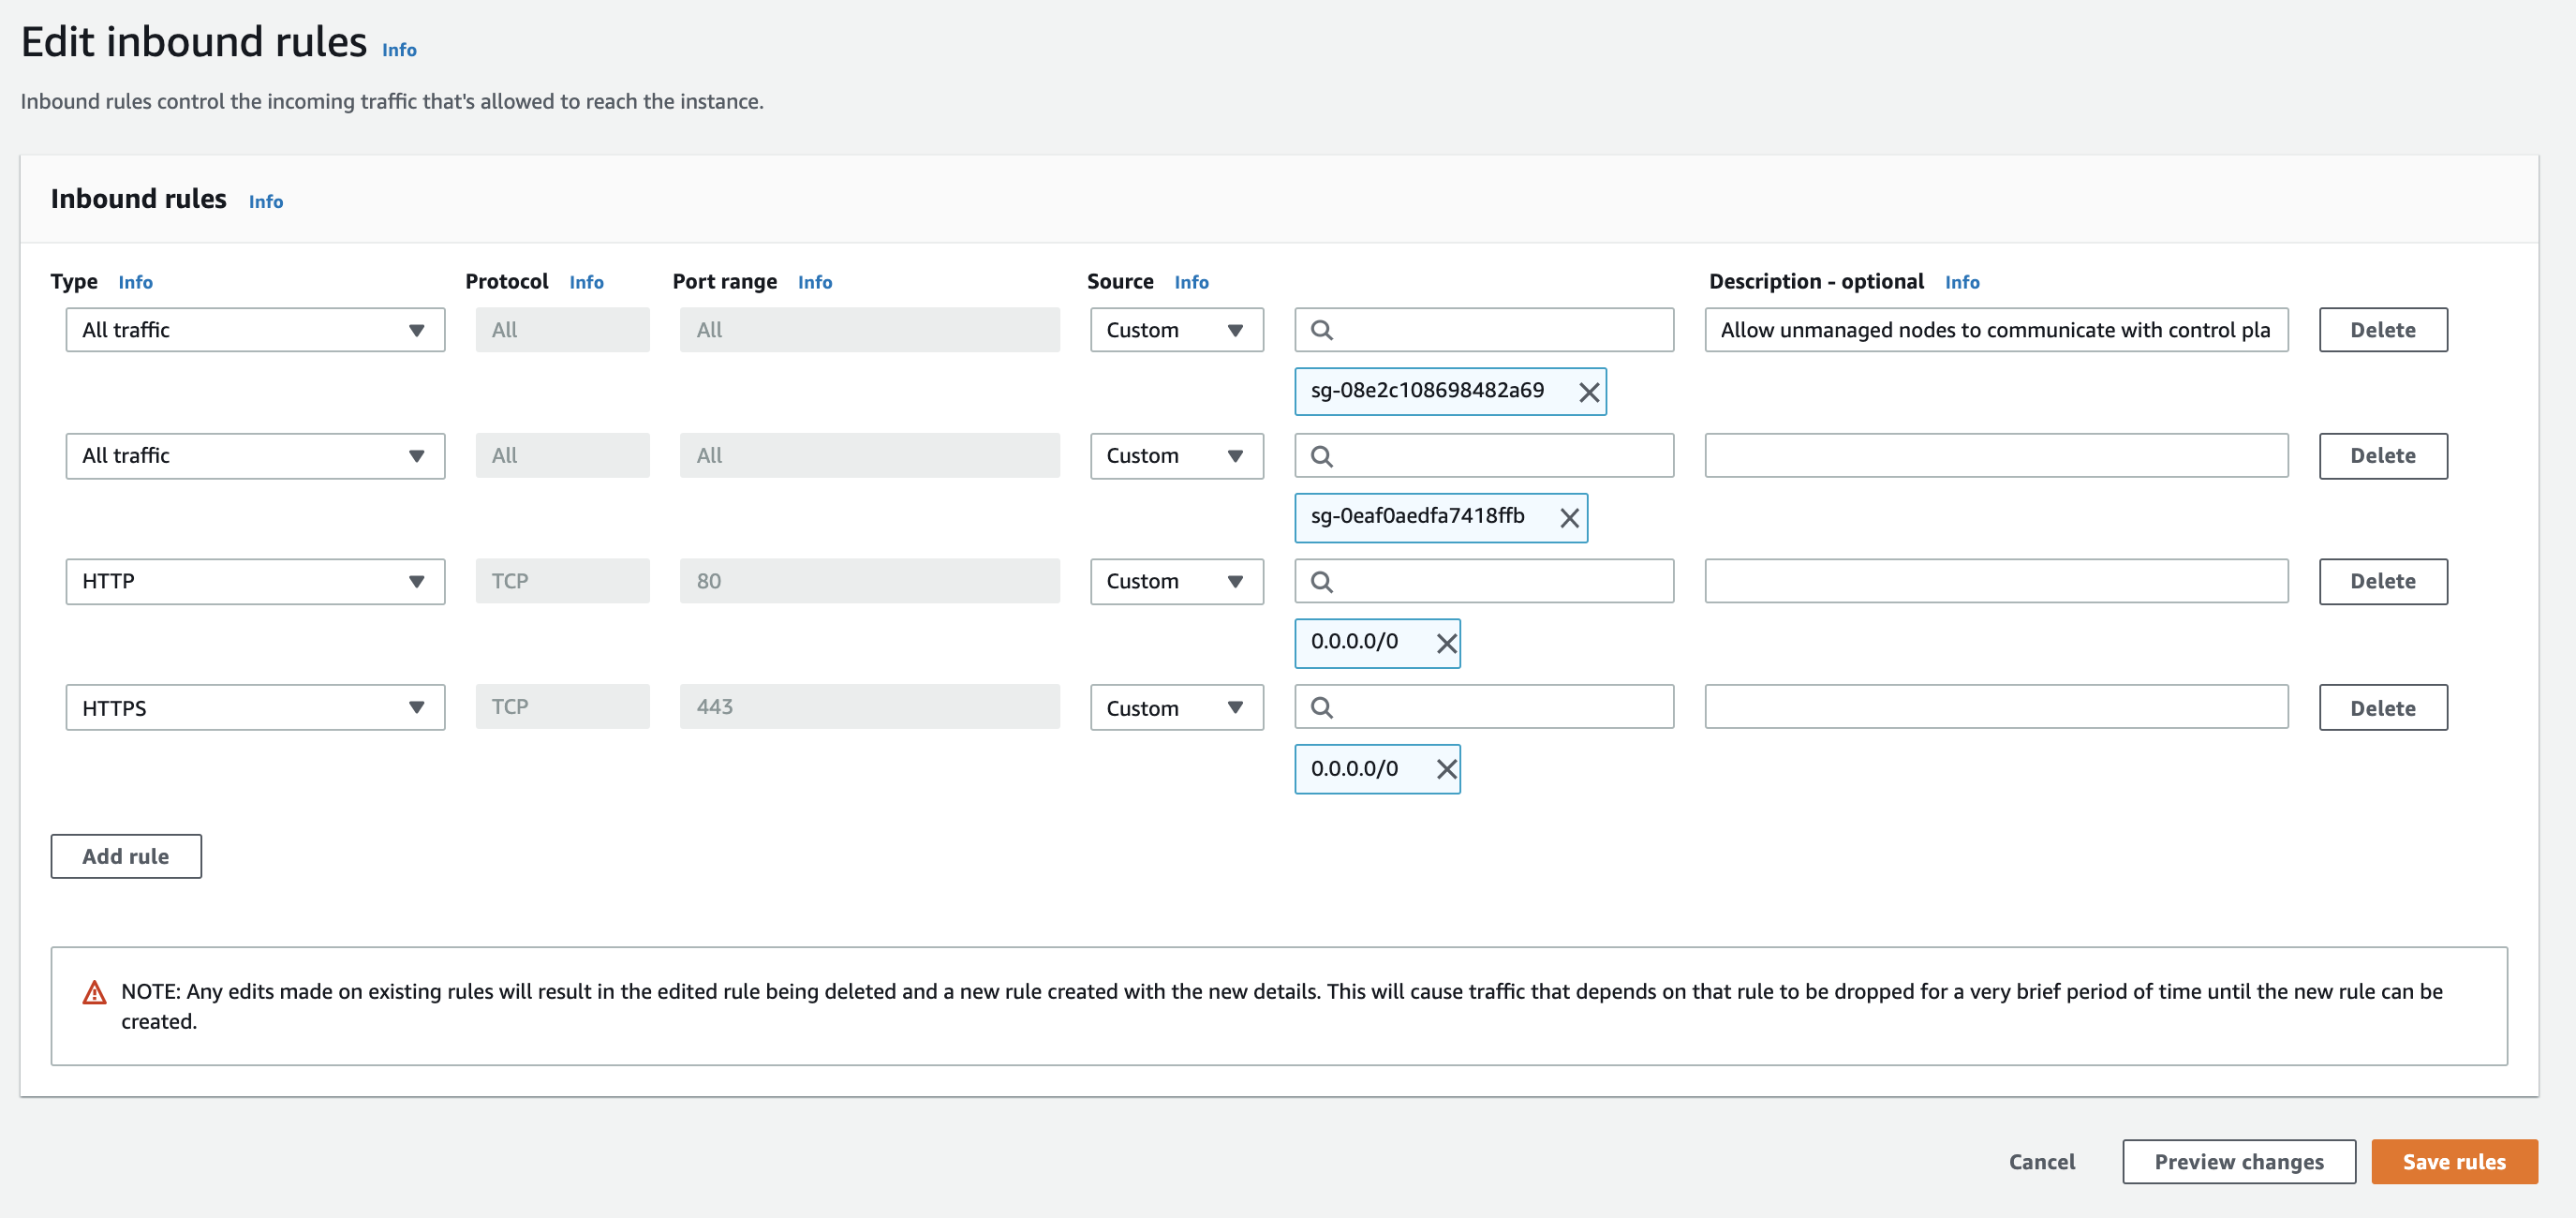 Edit inbound rules Info
Inbound rules control the incoming traffic that's allowed to reach the instance.
Inbound rules Info
Type Info Protocol Info Port range Info Source Info Description - optional Info
All traffic All All Custom Allow unmanaged nodes to communicate with control pla Delete
sg-08e2c108698482a69
All traffic All All Custom Delete
sg-0eaf0aedfa7418ffb
HTTP TCP 80 Custom Delete
0.0.0.0/0
HTTPS TCP 443 Custom Delete
0.0.0.0/0
Add rule
NOTE: Any edits made on existing rules will result in the edited rule being deleted and a new rule created with the new details. This will cause traffic that depends on that rule to be dropped for a very brief period of time until the new rule can be
created.
Cancel Preview changes Save rules